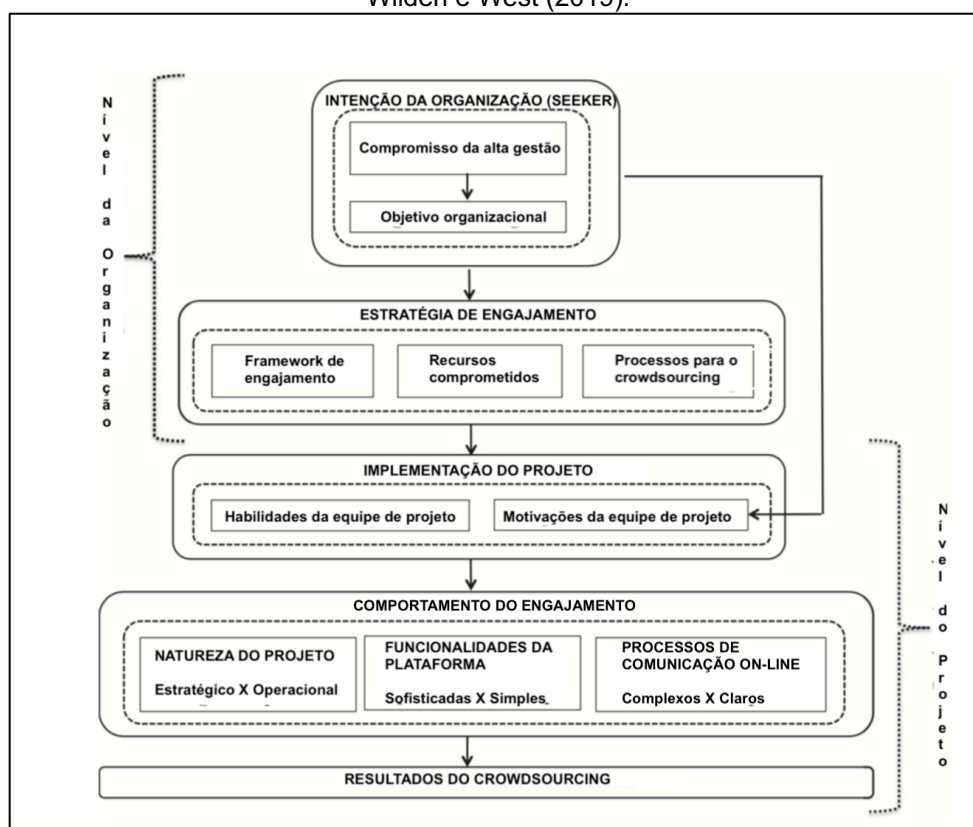 Wilden e West (2019).
Nível da Organização
INTENÇÃO DA ORGANIZAÇÃO (SEEKER)
Compromisso da alta gestão
Objetivo organizacional
ESTRATÉGIA DE ENGAJAMENTO
Framework de
engajamento
Recursos
comprometidos
Processos para o
crowdsourcing
IMPLEMENTAÇÃO DO PROJETO
Habilidades da equipe de projeto
Motivações da equipe de projeto
Nível do Projeto
COMPORTAMENTO DO ENGAJAMENTO
NATUREZA DO PROJETO
Estratégico X Operacional
FUNCIONALIDADES DA
PLATAFORMA
Sofisticadas X Simples
PROCESSOS DE
COMUNICAÇÃO ON-LINE
Complexos X Claros
RESULTADOS DO CROWDSOURCING